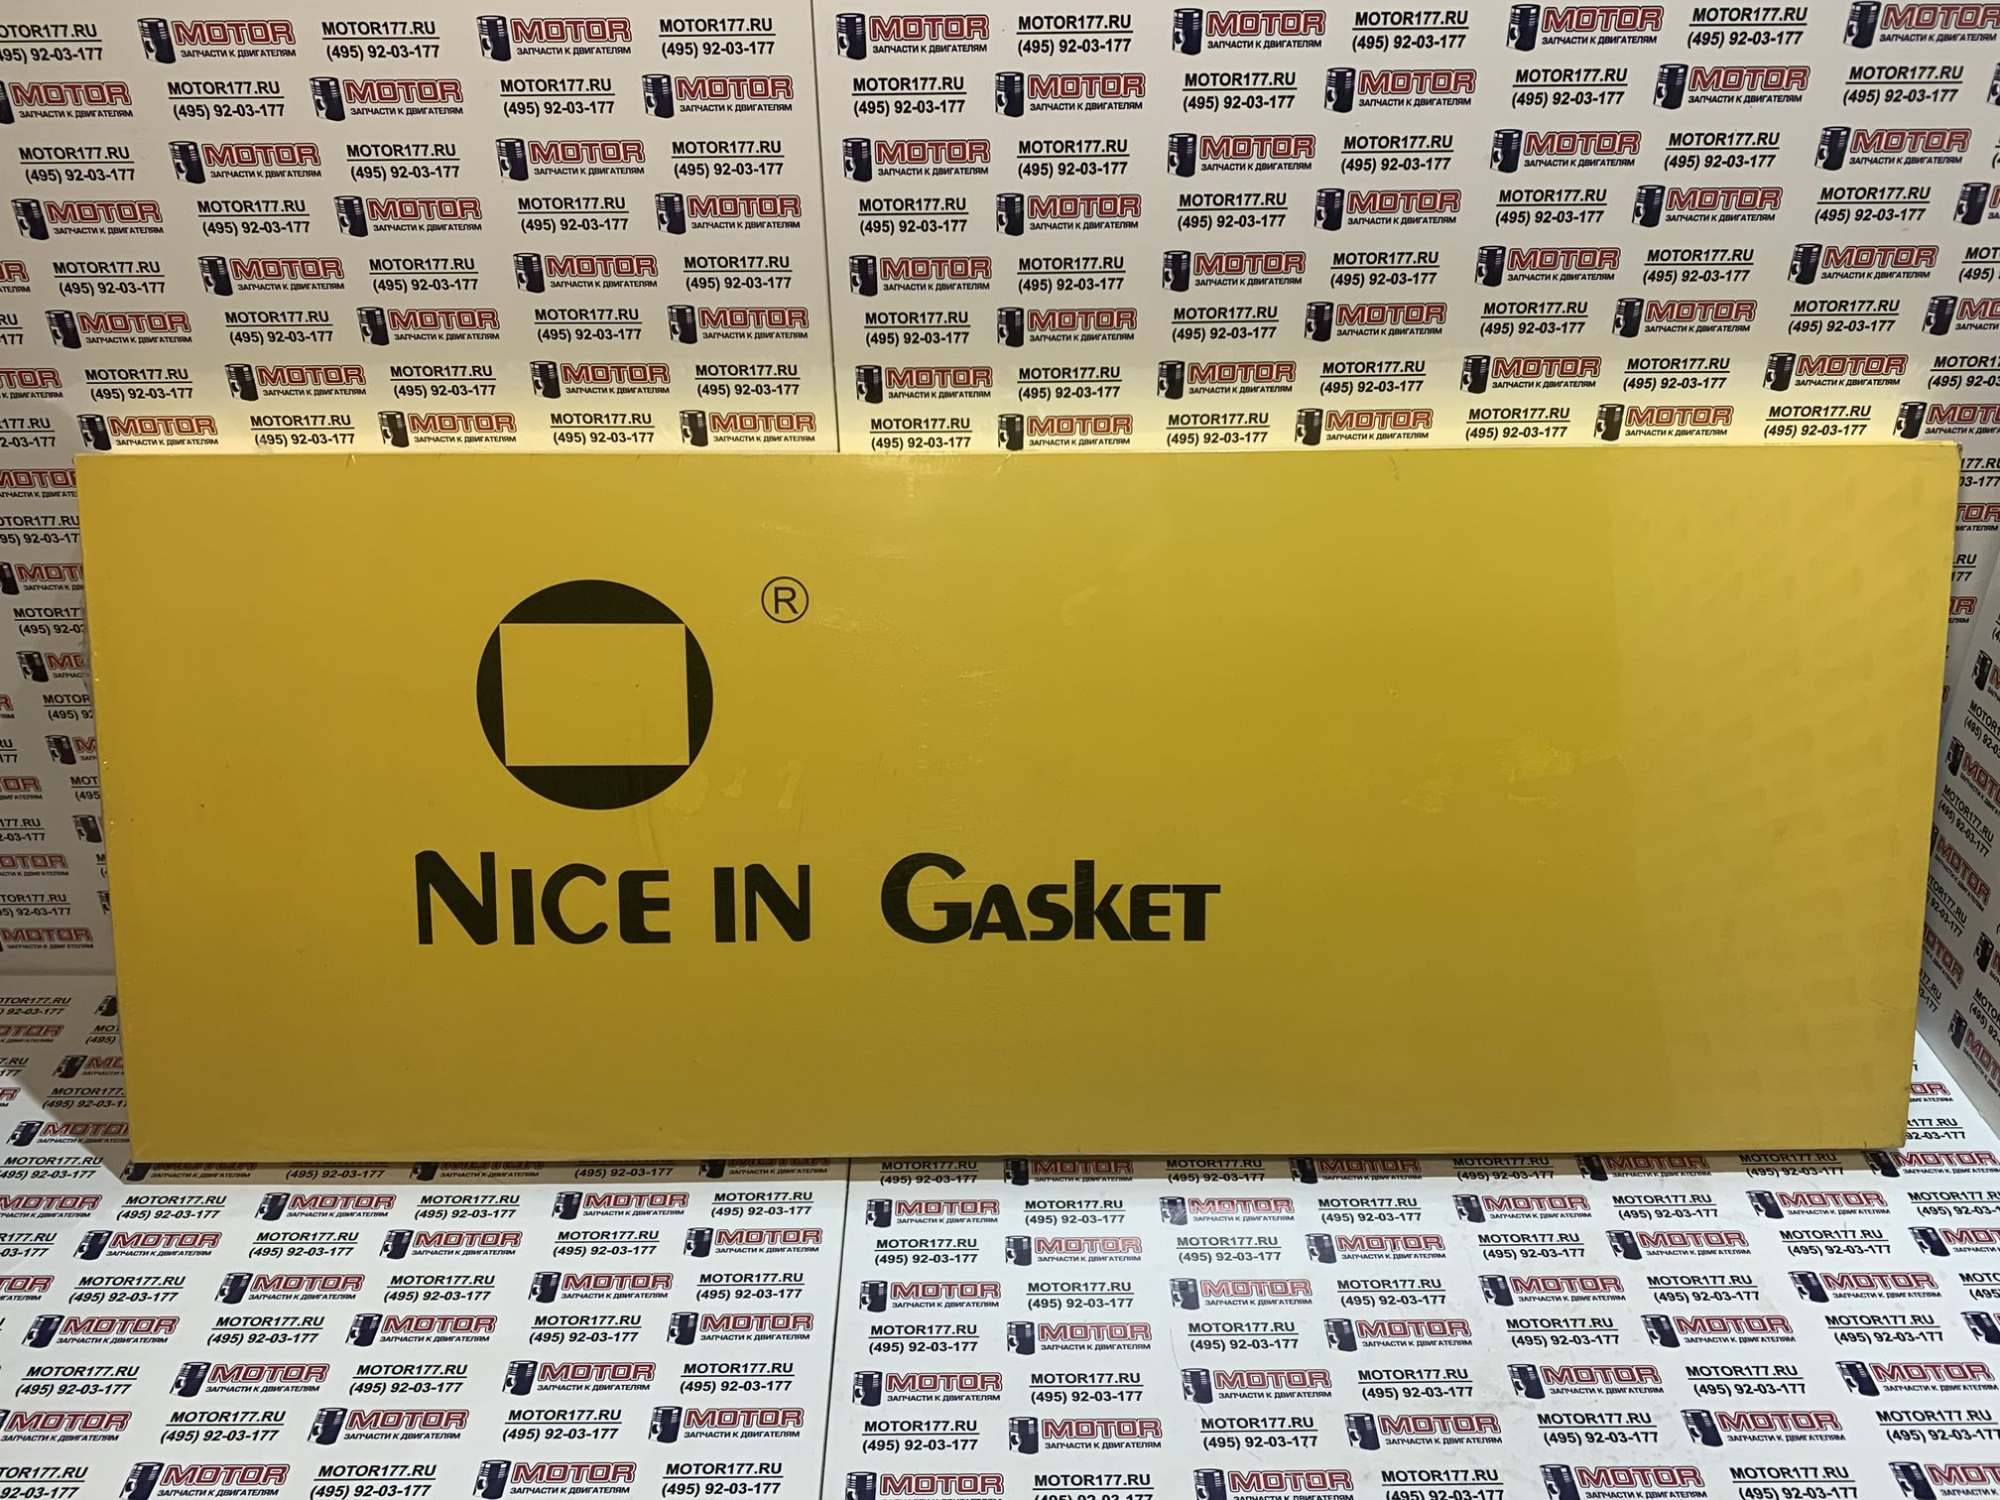 MOTOR
ЗАПЧАСТИ К ДВИГАТЕЛЯМ
MOTOR177.RU
(495) 92-03-177
®
NICE IN GASKET